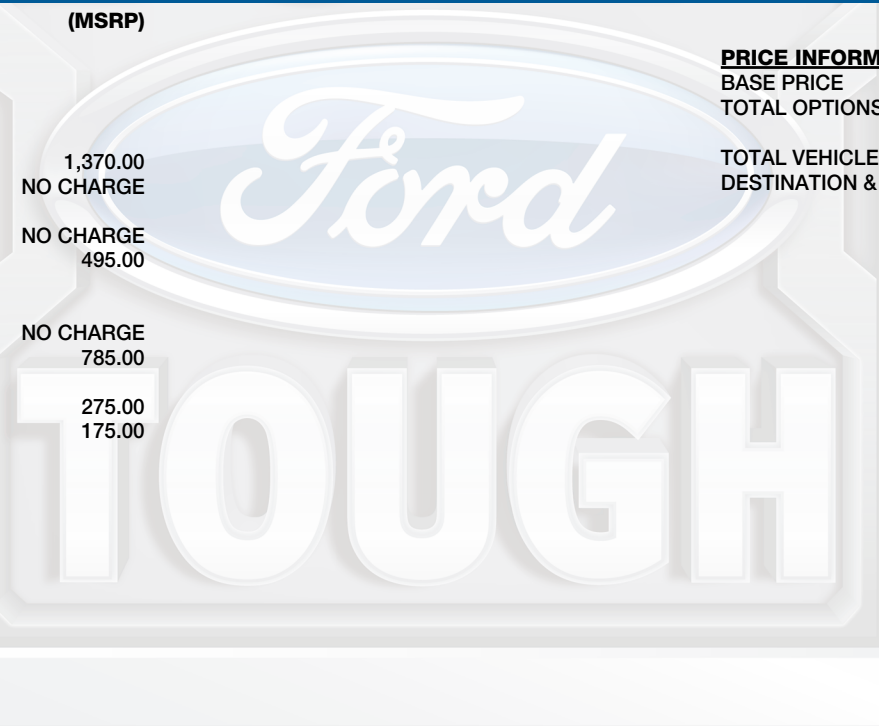 (MSRP)
1,370.00
NO CHARGE
NO CHARGE
495.00
NO CHARGE
785.00
275.00
175.00
PRICE INFORM
BASE PRICE
TOTAL OPTIONS
TOTAL VEHICLE
DESTINATION &
Ford
TOUGH